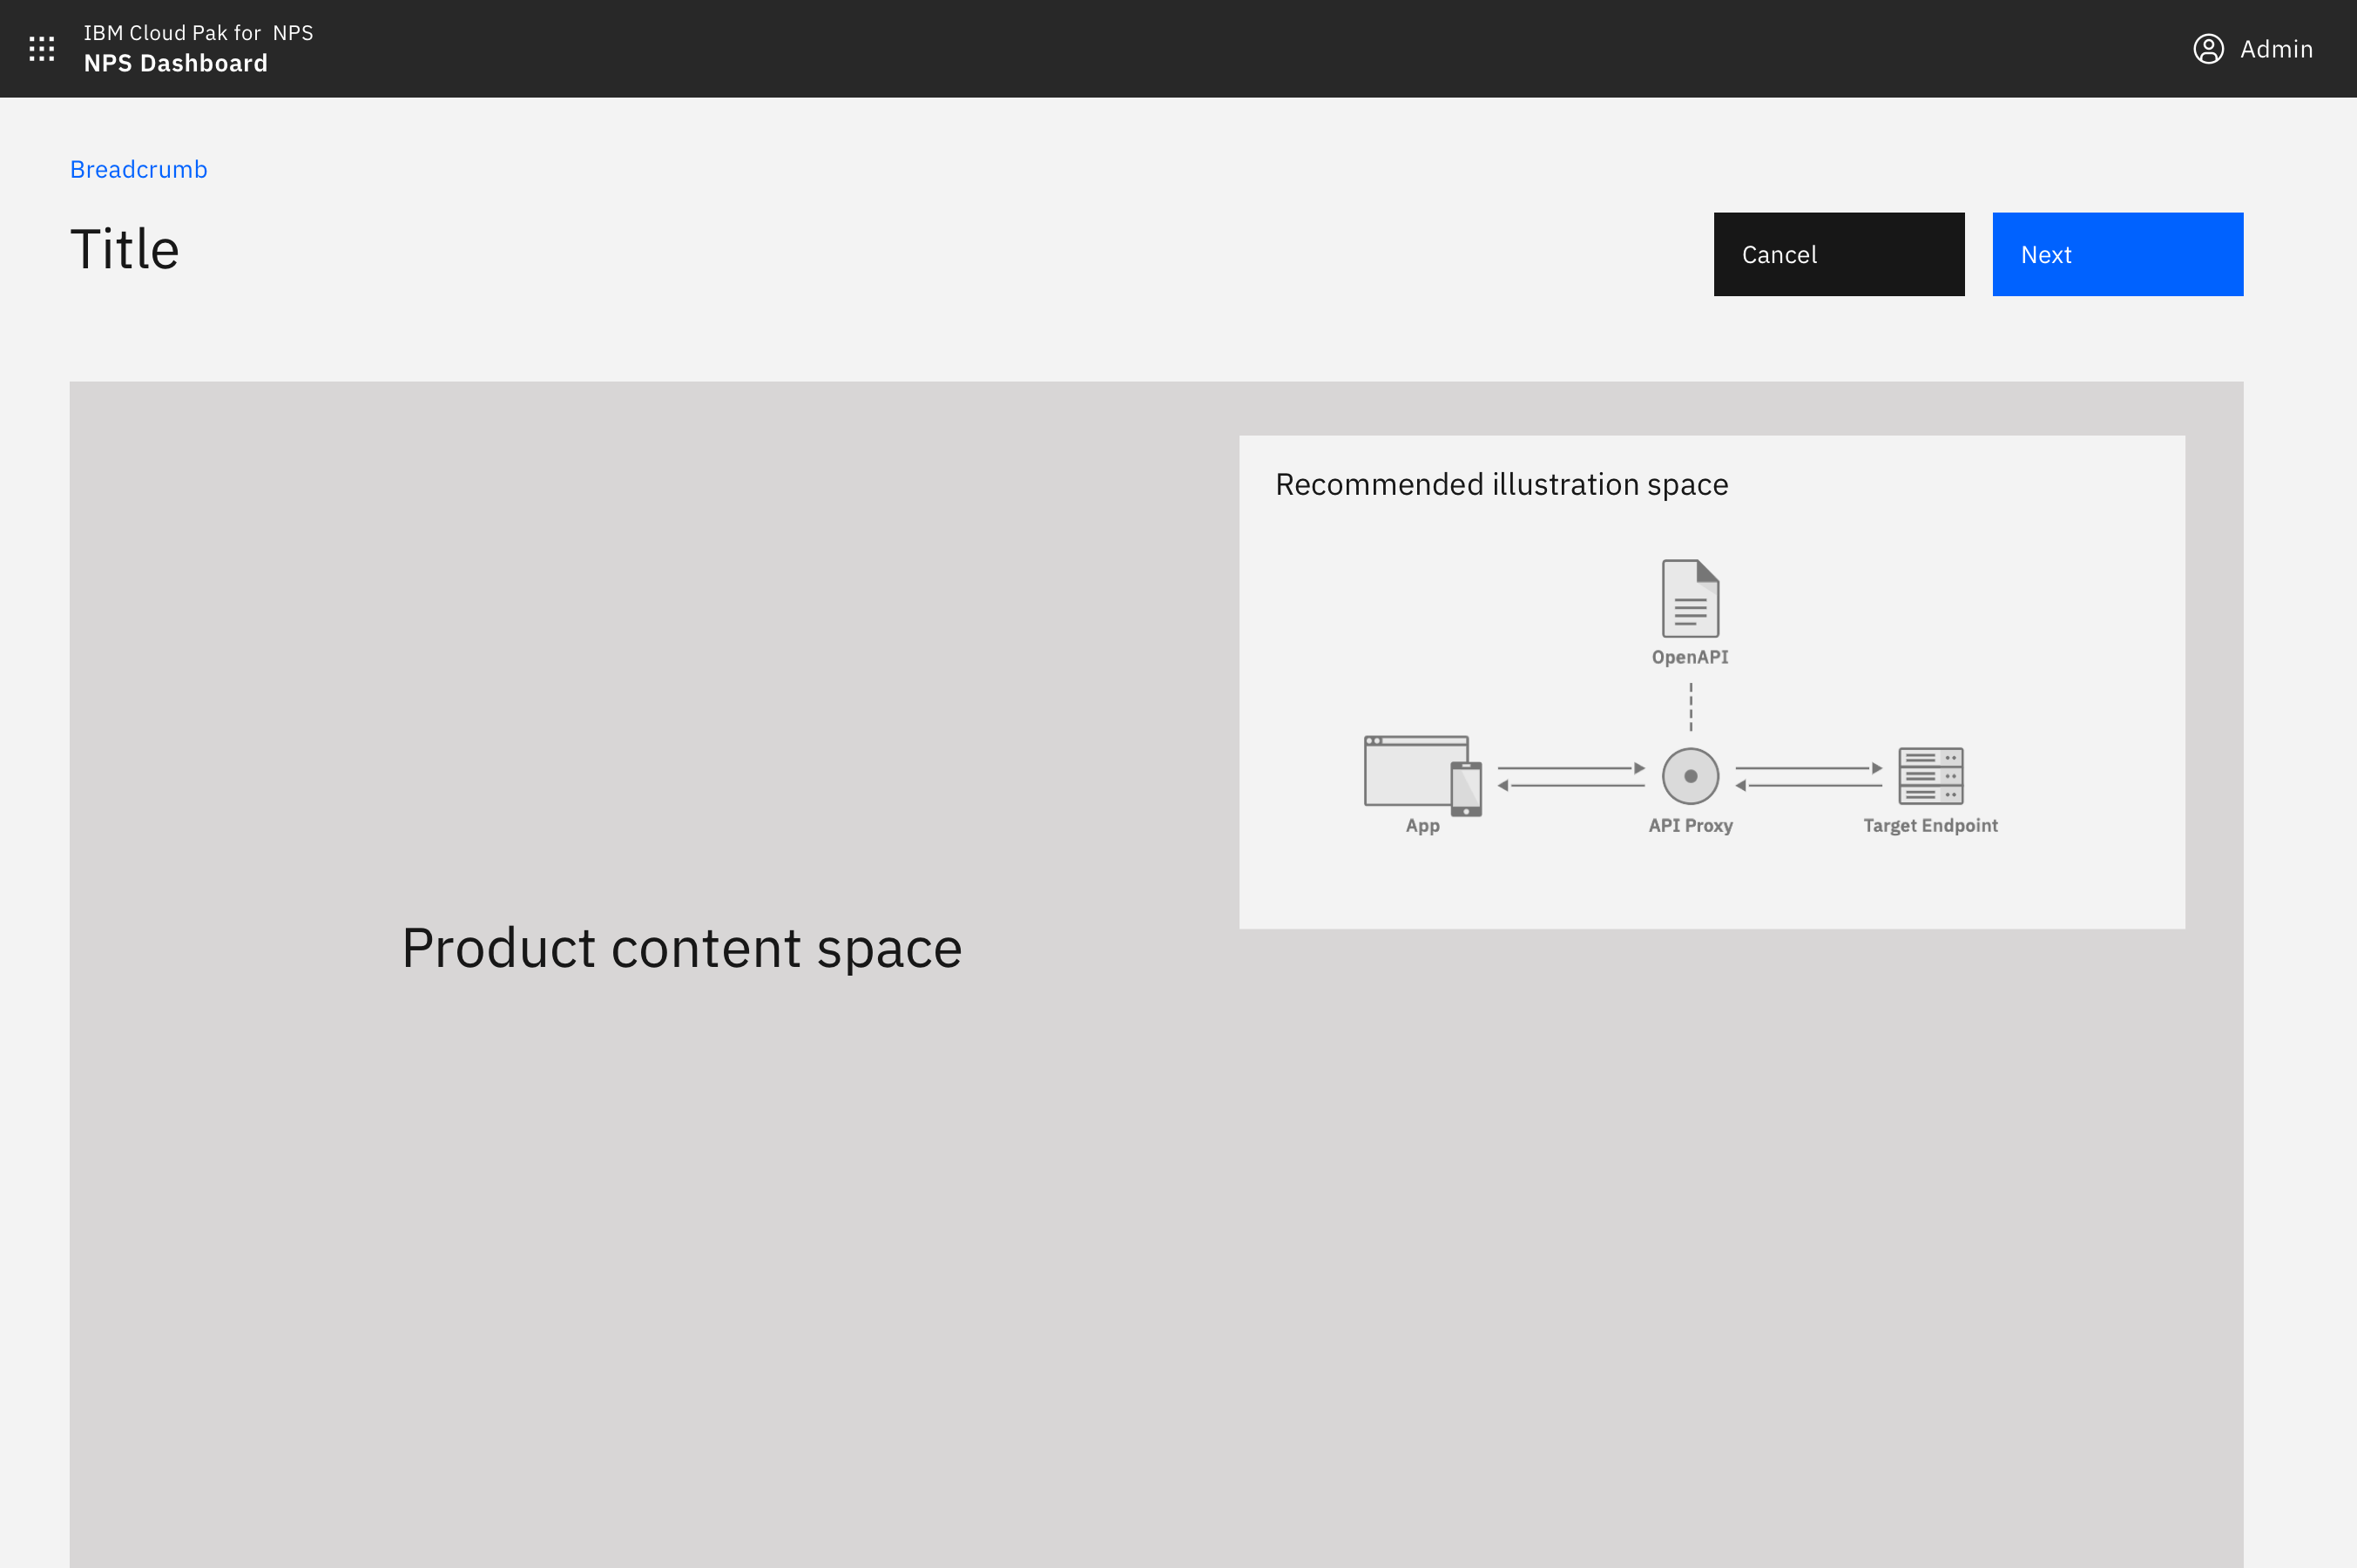 IBM Cloud Pak for  NPS
NPS Dashboard
Admin
Breadcrumb
Title
Cancel
Next
Recommended illustration space
OpenAPI
App
API Proxy
Target Endpoint
Product content space